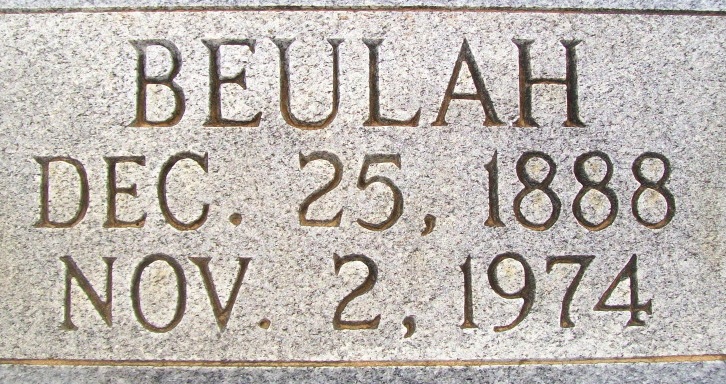 BEULAH
DEC. 25, 1888
NOV. 2, 1974